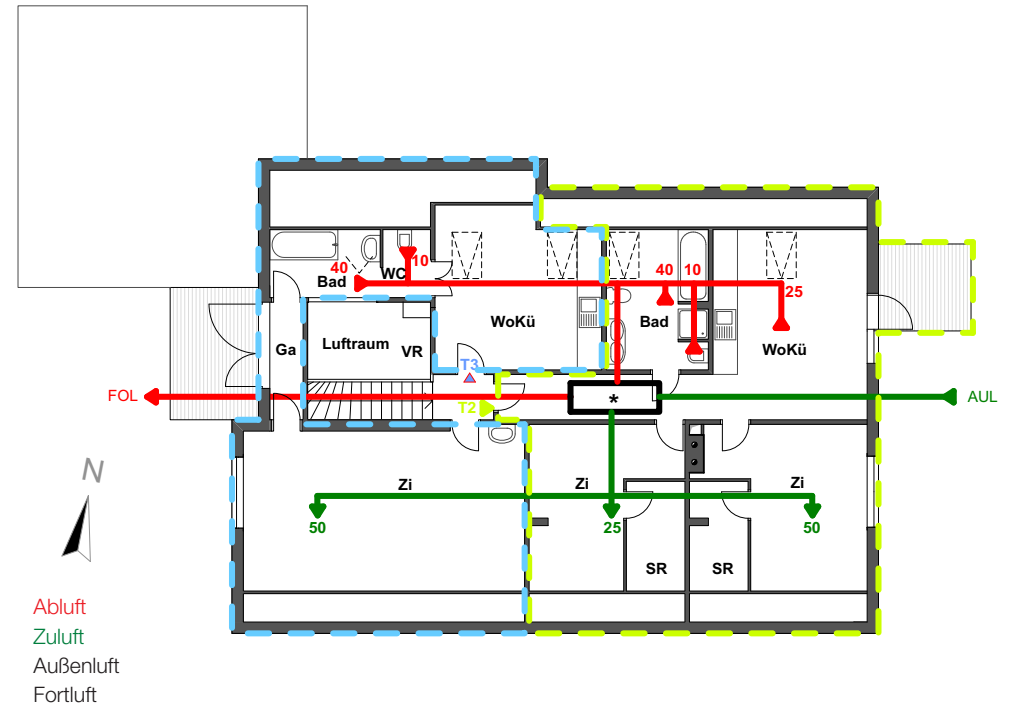 40
Bad
WC
10
40
10
25
Bad
WoKü
WoKü
Ga
Luftraum
VR
T3
T2
FOL
*
AUL
Zi
Zi
Zi
50
25
50
SR
SR
N
Abluft
Zuluft
Außenluft
Fortluft